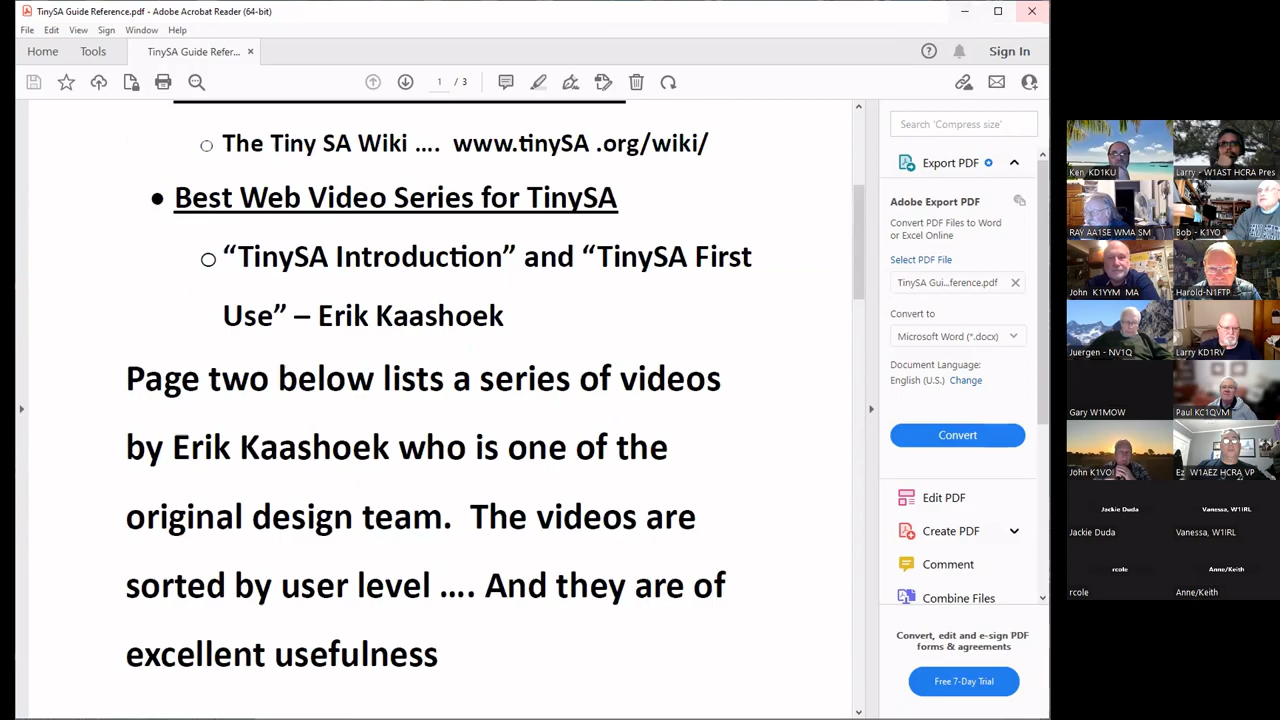 TinySA Guide Reference.pdf - Adobe Acrobat Reader (64-bit)
File Edit View Sign Window Help
Home Tools TinySA Guide Refer... × Sign In
1 / 3
The Tiny SA Wiki .... www.tinySA .org/wiki/
Best Web Video Series for TinySA
“TinySA Introduction” and “TinySA First
Use” – Erik Kaashoek
Page two below lists a series of videos
by Erik Kaashoek who is one of the
original design team. The videos are
sorted by user level .... And they are of
excellent usefulness
Search 'Compress size'
Export PDF
Adobe Export PDF
Convert PDF Files to Word
or Excel Online
Select PDF File
TinySA Gui...ference.pdf
Convert to
Microsoft Word (*.docx)
Document Language:
English (U.S.) Change
Convert
Edit PDF
Create PDF
Comment
Combine Files
Convert, edit and e-sign PDF
forms & agreements
Free 7-Day Trial
Ken KD1KU
Larry - W1AST HCRA Pres
RAY AA1SE WMA SM
Bob - K1YO
John K1YYM MA
Harold-N1FTP
Juergen - NV1Q
Larry KD1RV
Gary W1MOW
Paul KC1QVM
John K1VO
Ez W1AEZ HCRA VP
Jackie Duda
Jackie Duda
Vanessa, W1IRL
Vanessa, W1IRL
rcole
rcole
Anne/Keith
Anne/Keith